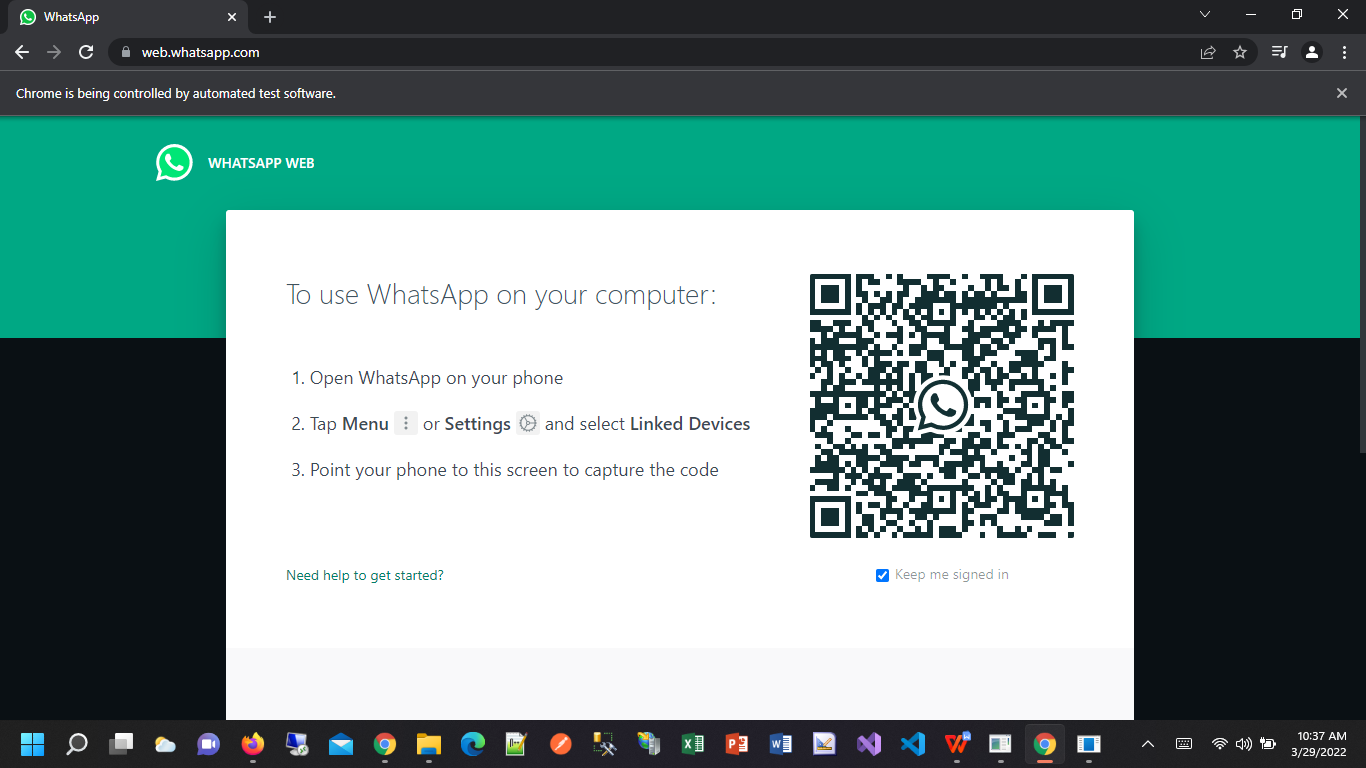 WhatsApp
web.whatsapp.com
Chrome is being controlled by automated test software.
WHATSAPP WEB
To use WhatsApp on your computer:
1. Open WhatsApp on your phone
2. Tap Menu or Settings and select Linked Devices
3. Point your phone to this screen to capture the code
Need help to get started?
Keep me signed in
10:37 AM
3/29/2022